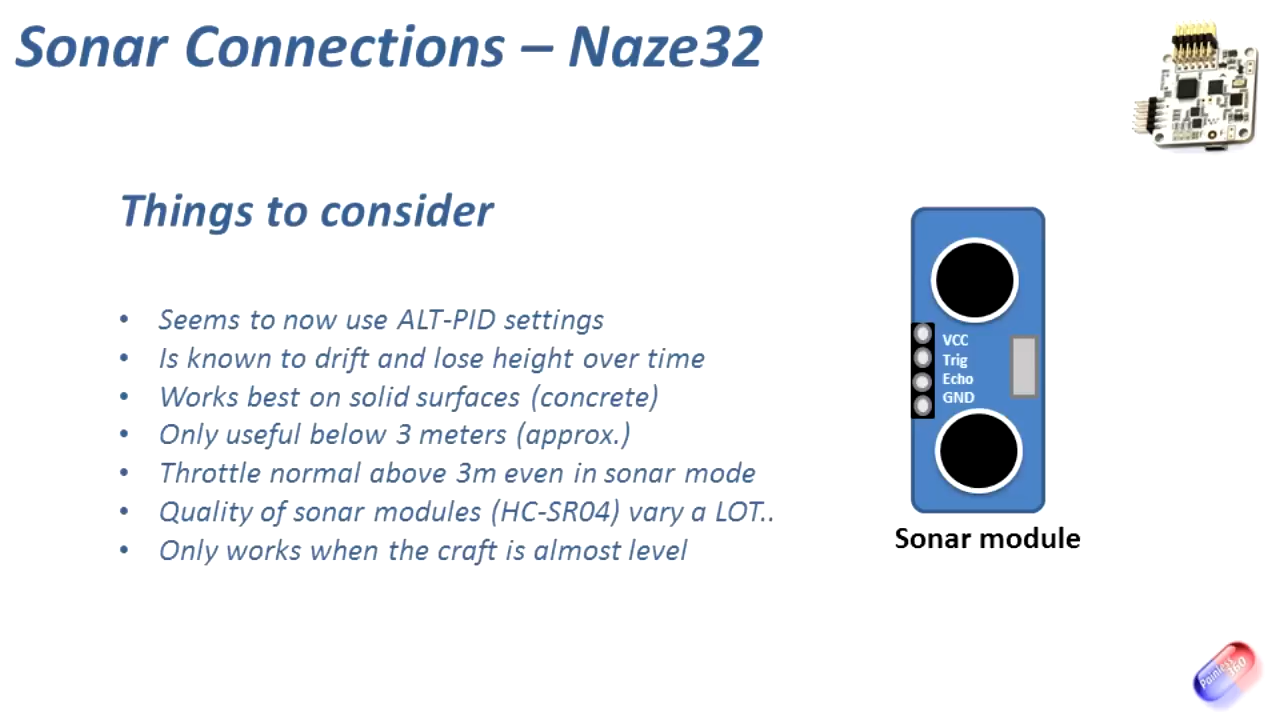 Sonar Connections – Naze32
Things to consider
• Seems to now use ALT-PID settings
• Is known to drift and lose height over time
• Works best on solid surfaces (concrete)
• Only useful below 3 meters (approx.)
• Throttle normal above 3m even in sonar mode
• Quality of sonar modules (HC-SR04) vary a LOT..
• Only works when the craft is almost level
VCC
Trig
Echo
GND
Sonar module
Painless
360